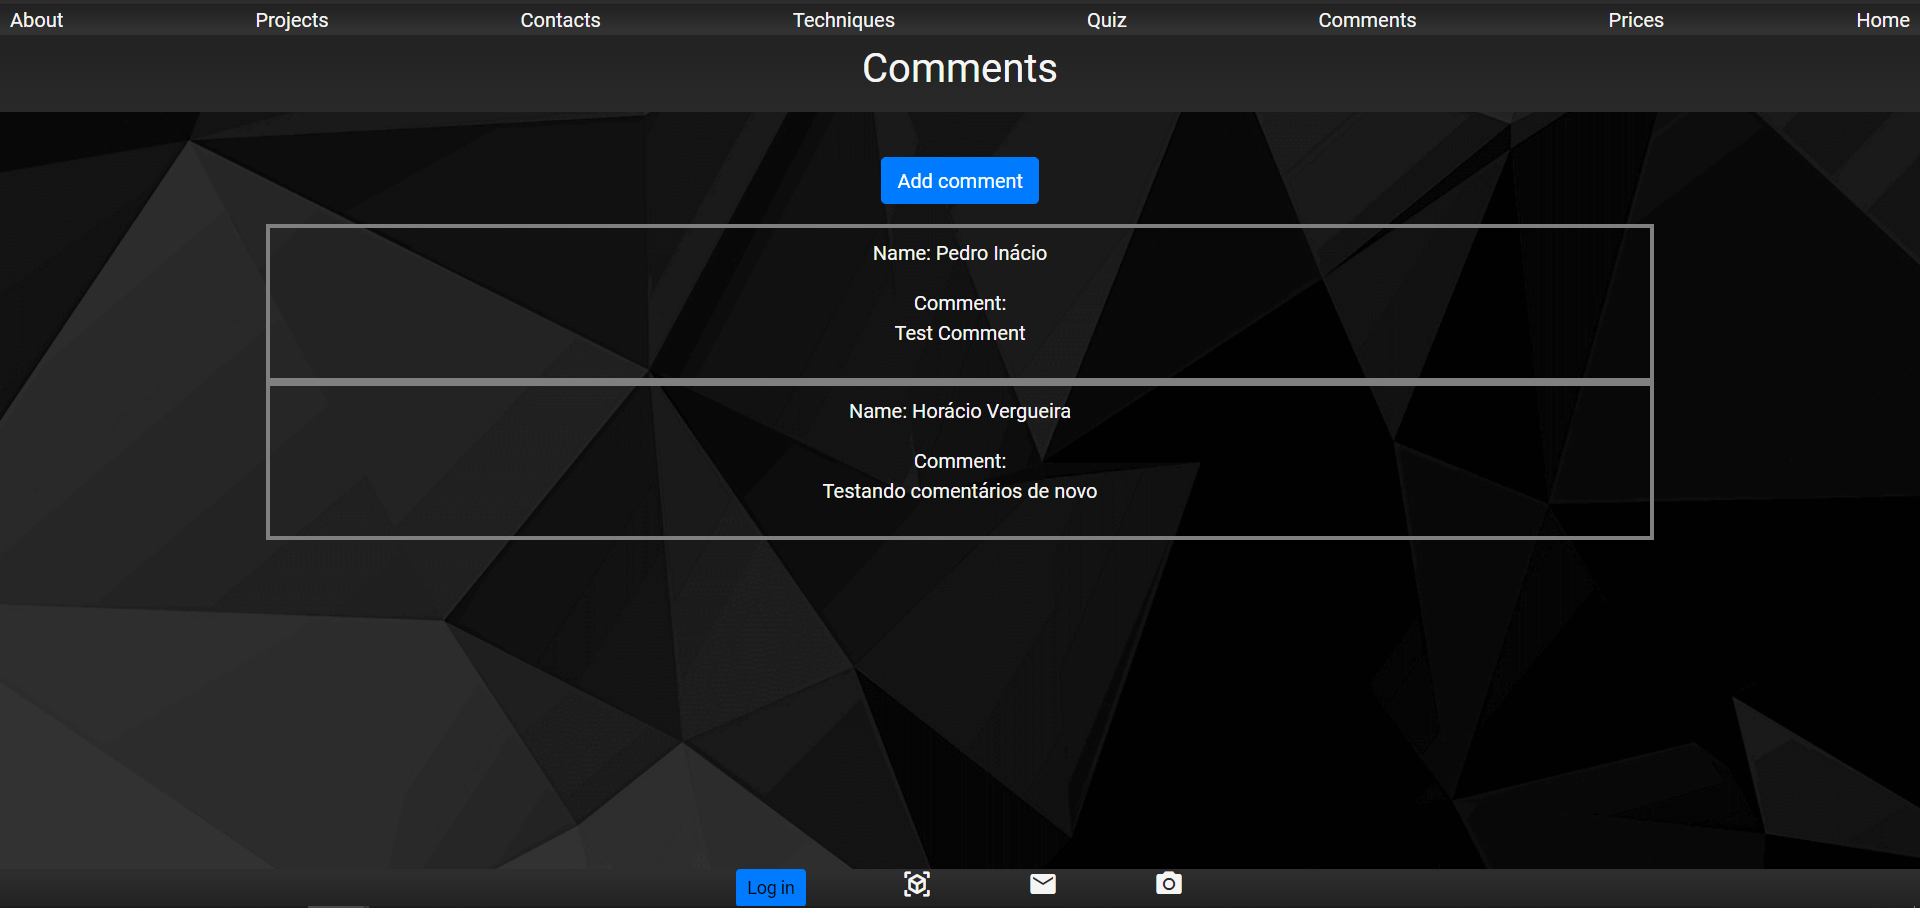 About Projects Contacts Techniques Quiz Comments Prices Home
Comments
Add comment
Name: Pedro Inácio
Comment:
Test Comment
Name: Horácio Vergueira
Comment:
Testando comentários de novo
Log in